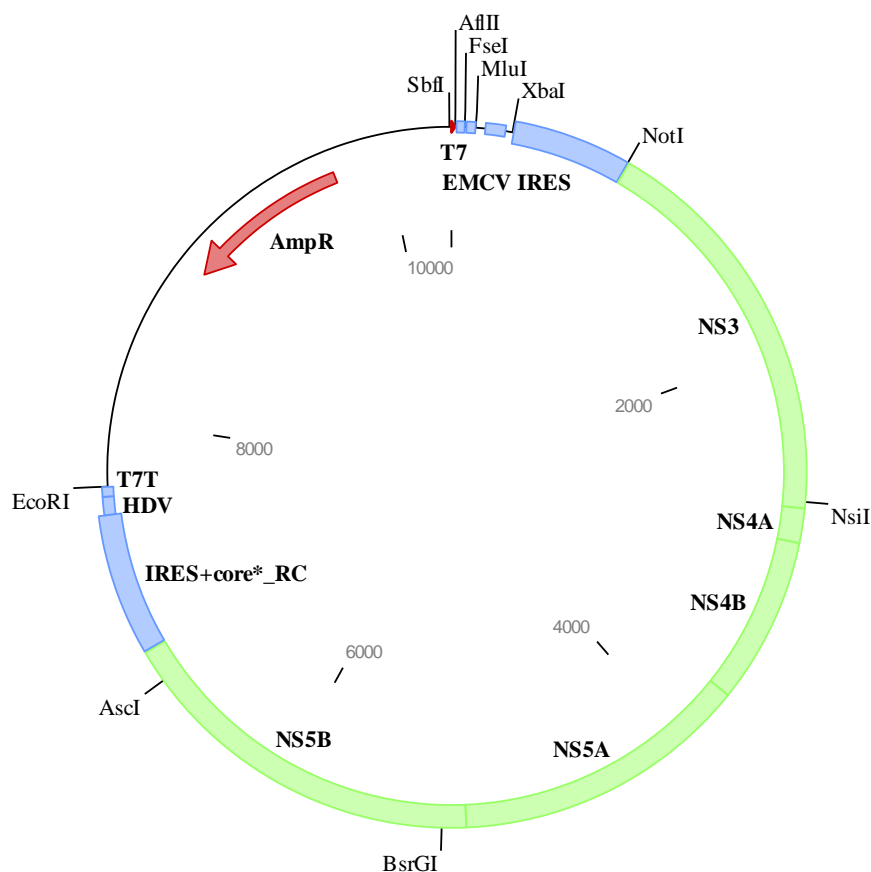 AflII
FseI
MluI
SbfI
XbaI
NotI
T7
EMCV IRES
AmpR
10000
NS3
2000
8000
T7T
EcoRI
HDV
NS4A
NsiI
IRES+core*_RC
NS4B
4000
6000
AscI
NS5B
NS5A
BsrGI